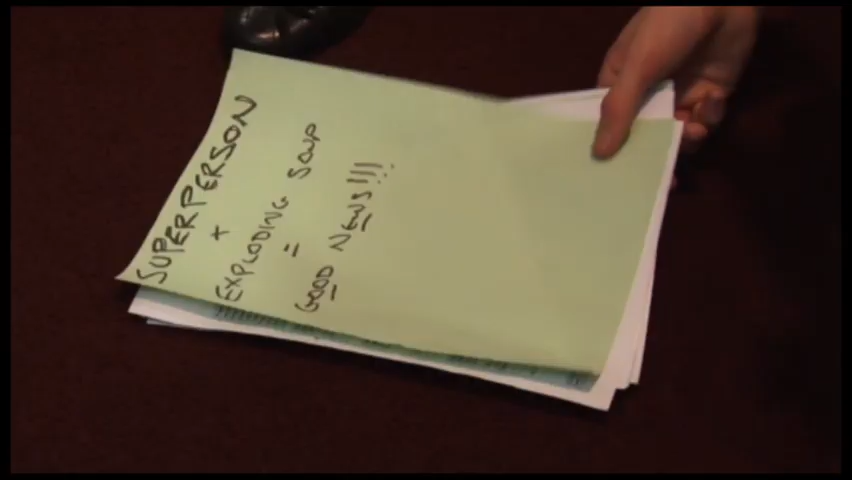 SUPERPERSON
+
EXPLODING SOUP
=
GOOD NEWS!!!